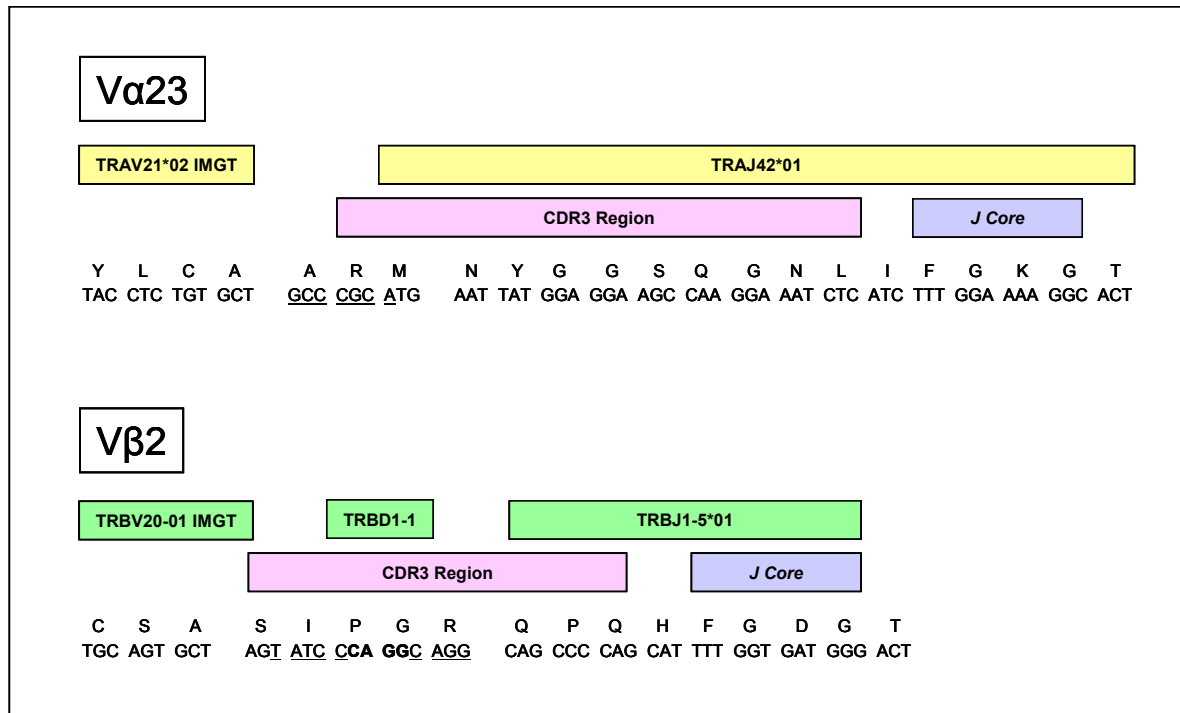 Vα23
TRAV21*02 IMGT TRAJ42*01
CDR3 Region J Core
Y L C A A R M N Y G G S Q G N L I F G K G T
TAC CTC TGT GCT GCC CGC ATG AAT TAT GGA GGA AGC CAA GGA AAT CTC ATC TTT GGA AAA GGC ACT
Vβ2
TRBV20-01 IMGT TRBD1-1 TRBJ1-5*01
CDR3 Region J Core
C S A S I P G R Q P Q H F G D G T
TGC AGT GCT AGT ATCC CCA GGC AGG CAG CCC CAG CAT TTT GGT GAT GGG ACT